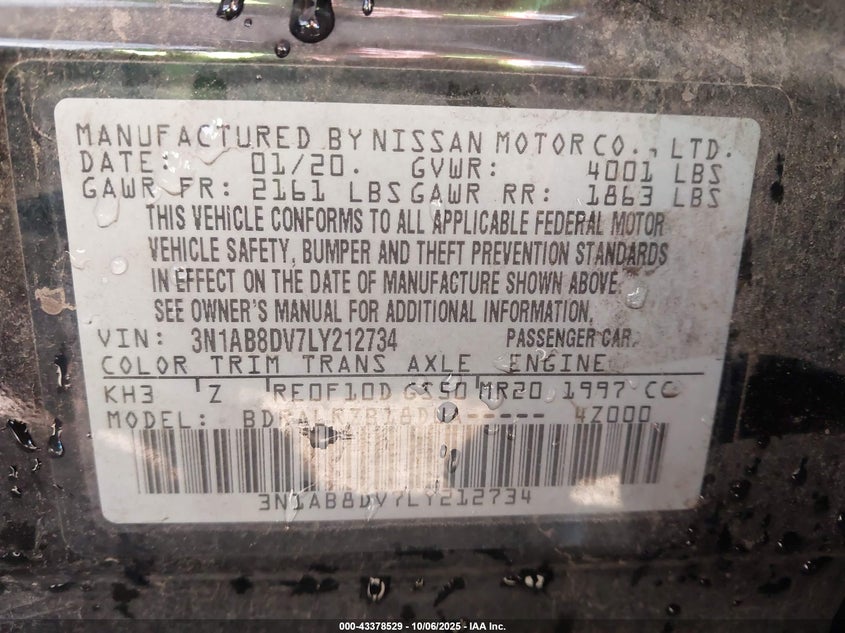 MANUFACTURED BY NISSAN MOTOR CO., LTD.
DATE: 01/20. GVWR: 4001 LBS
GAWR FR: 2161 LBS GAWR RR: 1863 LBS
THIS VEHICLE CONFORMS TO ALL APPLICABLE FEDERAL MOTOR
VEHICLE SAFETY, BUMPER AND THEFT PREVENTION STANDARDS
IN EFFECT ON THE DATE OF MANUFACTURE SHOWN ABOVE.
SEE OWNER'S MANUAL FOR ADDITIONAL INFORMATION.
VIN: 3N1AB8DV7LY212734 PASSENGER CAR.
COLOR TRIM TRANS AXLE ENGINE
KH3 Z RE0F10D GS50 MR20 1997 CC
MODEL: 4Z000
3N1AB8DV7LY212734
000-43378529 - 10/06/2025 - IAA Inc.